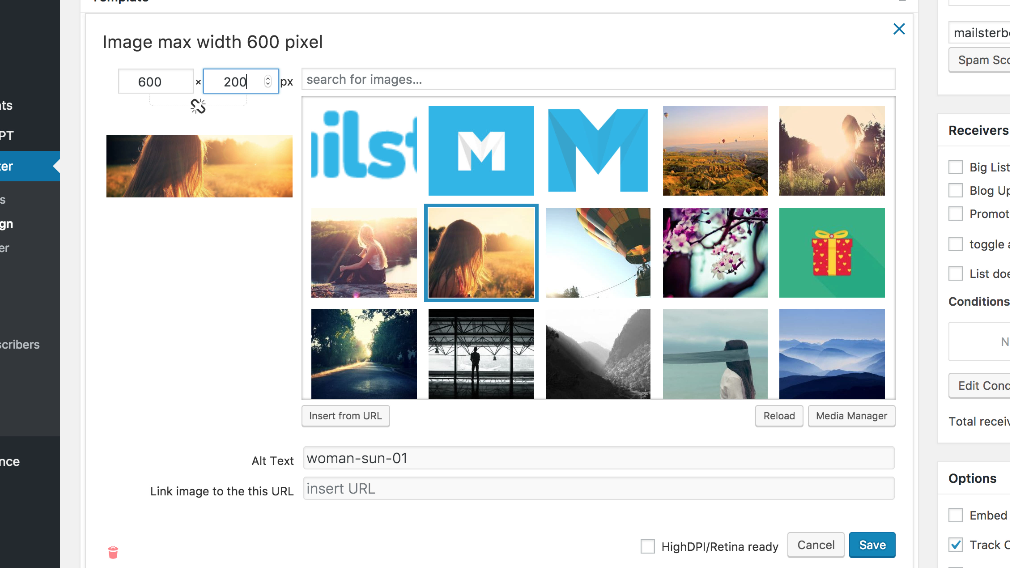 Image max width 600 pixel
600 × 200 px
search for images...
ilst
M
Insert from URL
Reload
Media Manager
Alt Text
woman-sun-01
Link image to the this URL
insert URL
HighDPI/Retina ready
Cancel
Save
nts
PT
ter
s
gn
er
scribers
nce
mailsterb
Spam Sco
Receivers
Big List
Blog Up
Promot
toggle a
List doe
Conditions
N
Edit Cond
Total receiv
Options
Embed
Track C